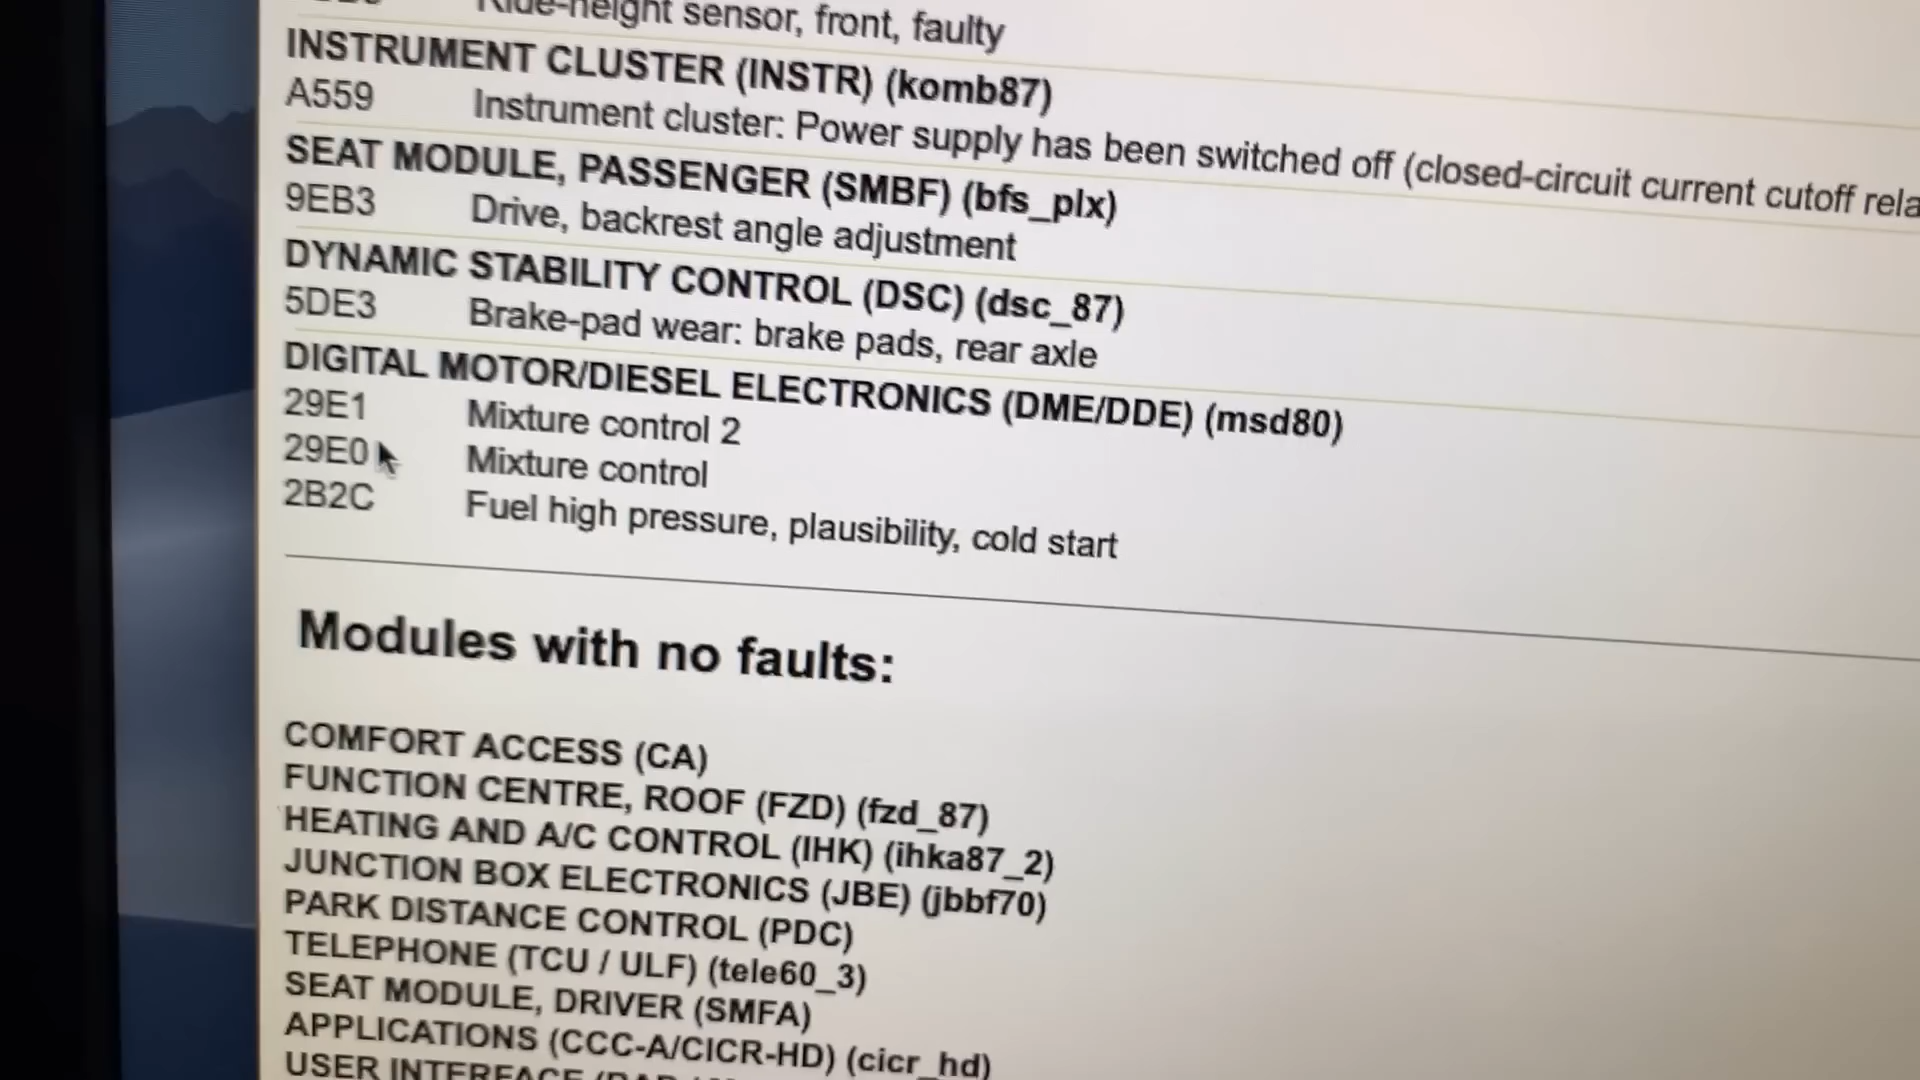 Ride-height sensor, front, faulty
INSTRUMENT CLUSTER (INSTR) (komb87)
A559 Instrument cluster: Power supply has been switched off (closed-circuit current cutoff rela
SEAT MODULE, PASSENGER (SMBF) (bfs_plx)
9EB3 Drive, backrest angle adjustment
DYNAMIC STABILITY CONTROL (DSC) (dsc_87)
5DE3 Brake-pad wear: brake pads, rear axle
DIGITAL MOTOR/DIESEL ELECTRONICS (DME/DDE) (msd80)
29E1 Mixture control 2
29E0 Mixture control
2B2C Fuel high pressure, plausibility, cold start
Modules with no faults:
COMFORT ACCESS (CA)
FUNCTION CENTRE, ROOF (FZD) (fzd_87)
HEATING AND A/C CONTROL (IHK) (ihka87_2)
JUNCTION BOX ELECTRONICS (JBE) (jbbf70)
PARK DISTANCE CONTROL (PDC)
TELEPHONE (TCU / ULF) (tele60_3)
SEAT MODULE, DRIVER (SMFA)
APPLICATIONS (CCC-A/CICR-HD) (cicr_hd)
USER INTERFACE